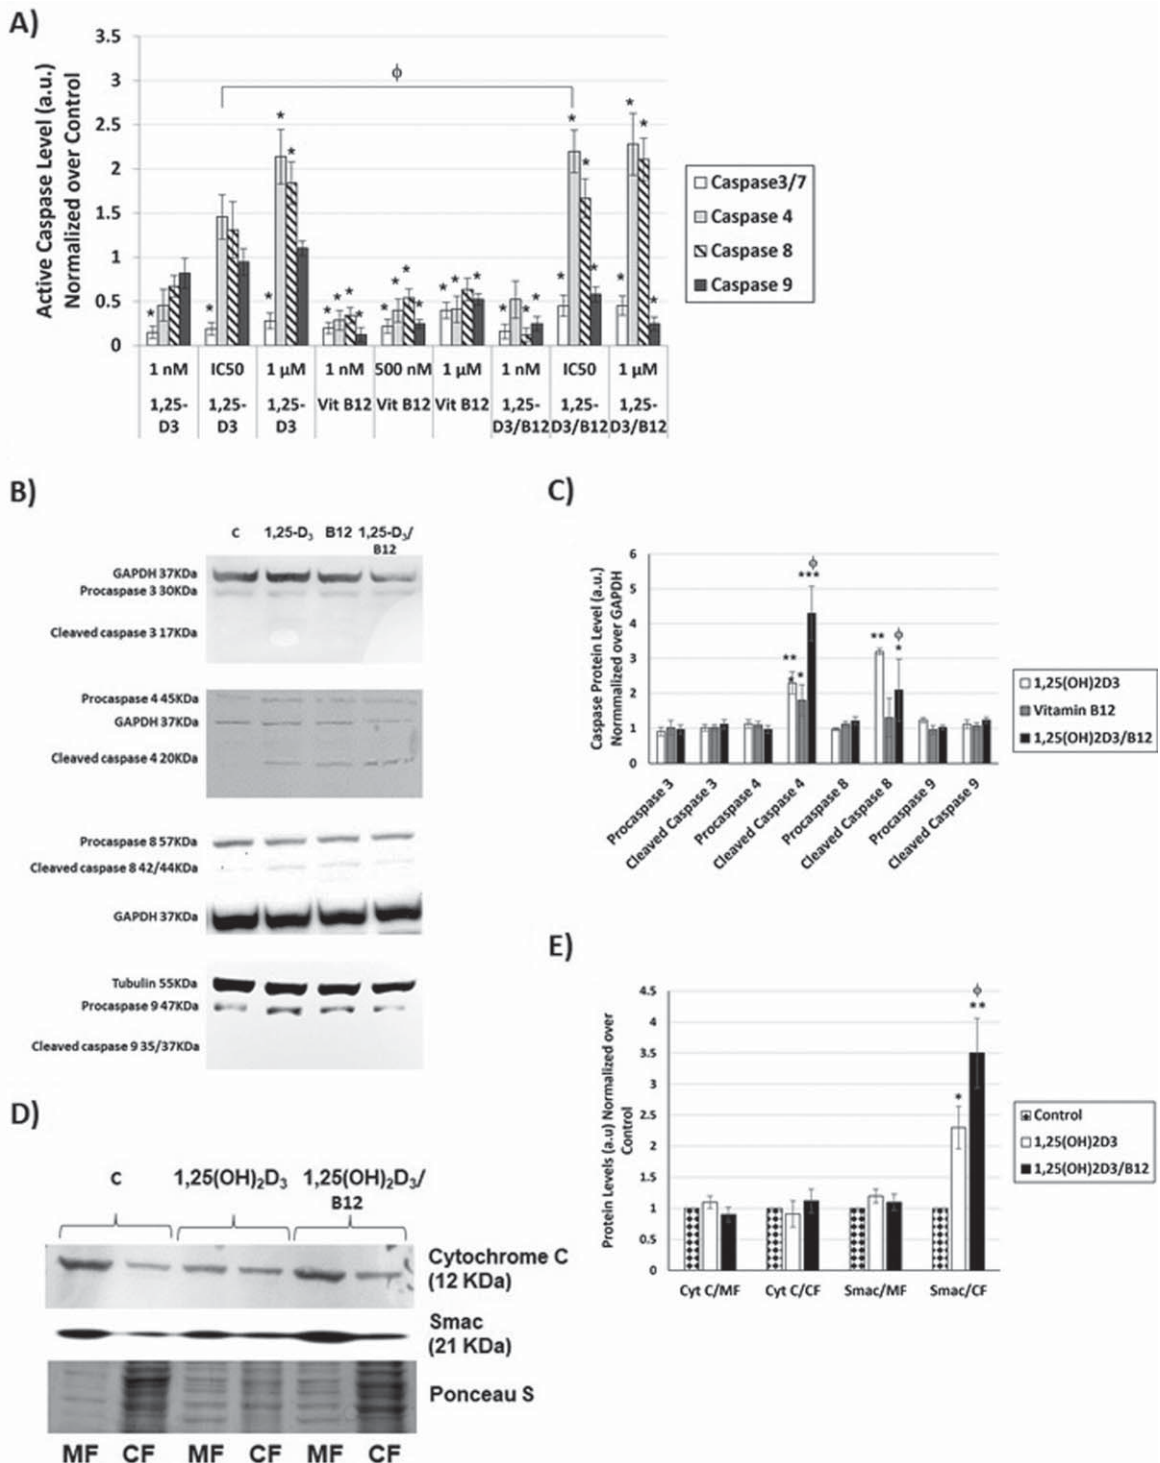 A)
Active Caspase Level (a.u.)
Normalized over Control
3.5
3
2.5
2
1.5
1
0.5
0
ϕ
* * * * * * * * * * * * * * * * * * * * * * * * * * *
1 nM IC50 1 µM 1 nM 500 nM 1 µM 1 nM IC50 1 µM
1,25- 1,25- 1,25- Vit B12 Vit B12 Vit B12 1,25- 1,25- 1,25-
D3 D3 D3 D3/B12 D3/B12 D3/B12
Caspase3/7
Caspase 4
Caspase 8
Caspase 9
B)
C 1,25-D3 B12 1,25-D3/
B12
GAPDH 37KDa
Procaspase 3 30KDa
Cleaved caspase 3 17KDa
Procaspase 4 45KDa
GAPDH 37KDa
Cleaved caspase 4 20KDa
Procaspase 8 57KDa
Cleaved caspase 8 42/44KDa
GAPDH 37KDa
Tubulin 55KDa
Procaspase 9 47KDa
Cleaved caspase 9 35/37KDa
C)
Caspase Protein Level (a.u.)
Normmalized over GAPDH
6
5
4
3
2
1
0
ϕ
***
**
*
*
**
ϕ
*
Procaspase 3
Cleaved Caspase 3
Procaspase 4
Cleaved Caspase 4
Procaspase 8
Cleaved Caspase 8
Procaspase 9
Cleaved Caspase 9
1,25(OH)2D3
Vitamin B12
1,25(OH)2D3/B12
D)
C 1,25(OH)2D3 1,25(OH)2D3/
B12
Cytochrome C
(12 KDa)
Smac
(21 KDa)
Ponceau S
MF CF MF CF MF CF
E)
Protein Levels (a.u) Normalized over
Control
4.5
4
3.5
3
2.5
2
1.5
1
0.5
0
ϕ
**
*
Cyt C/MF Cyt C/CF Smac/MF Smac/CF
Control
1,25(OH)2D3
1,25(OH)2D3/B12